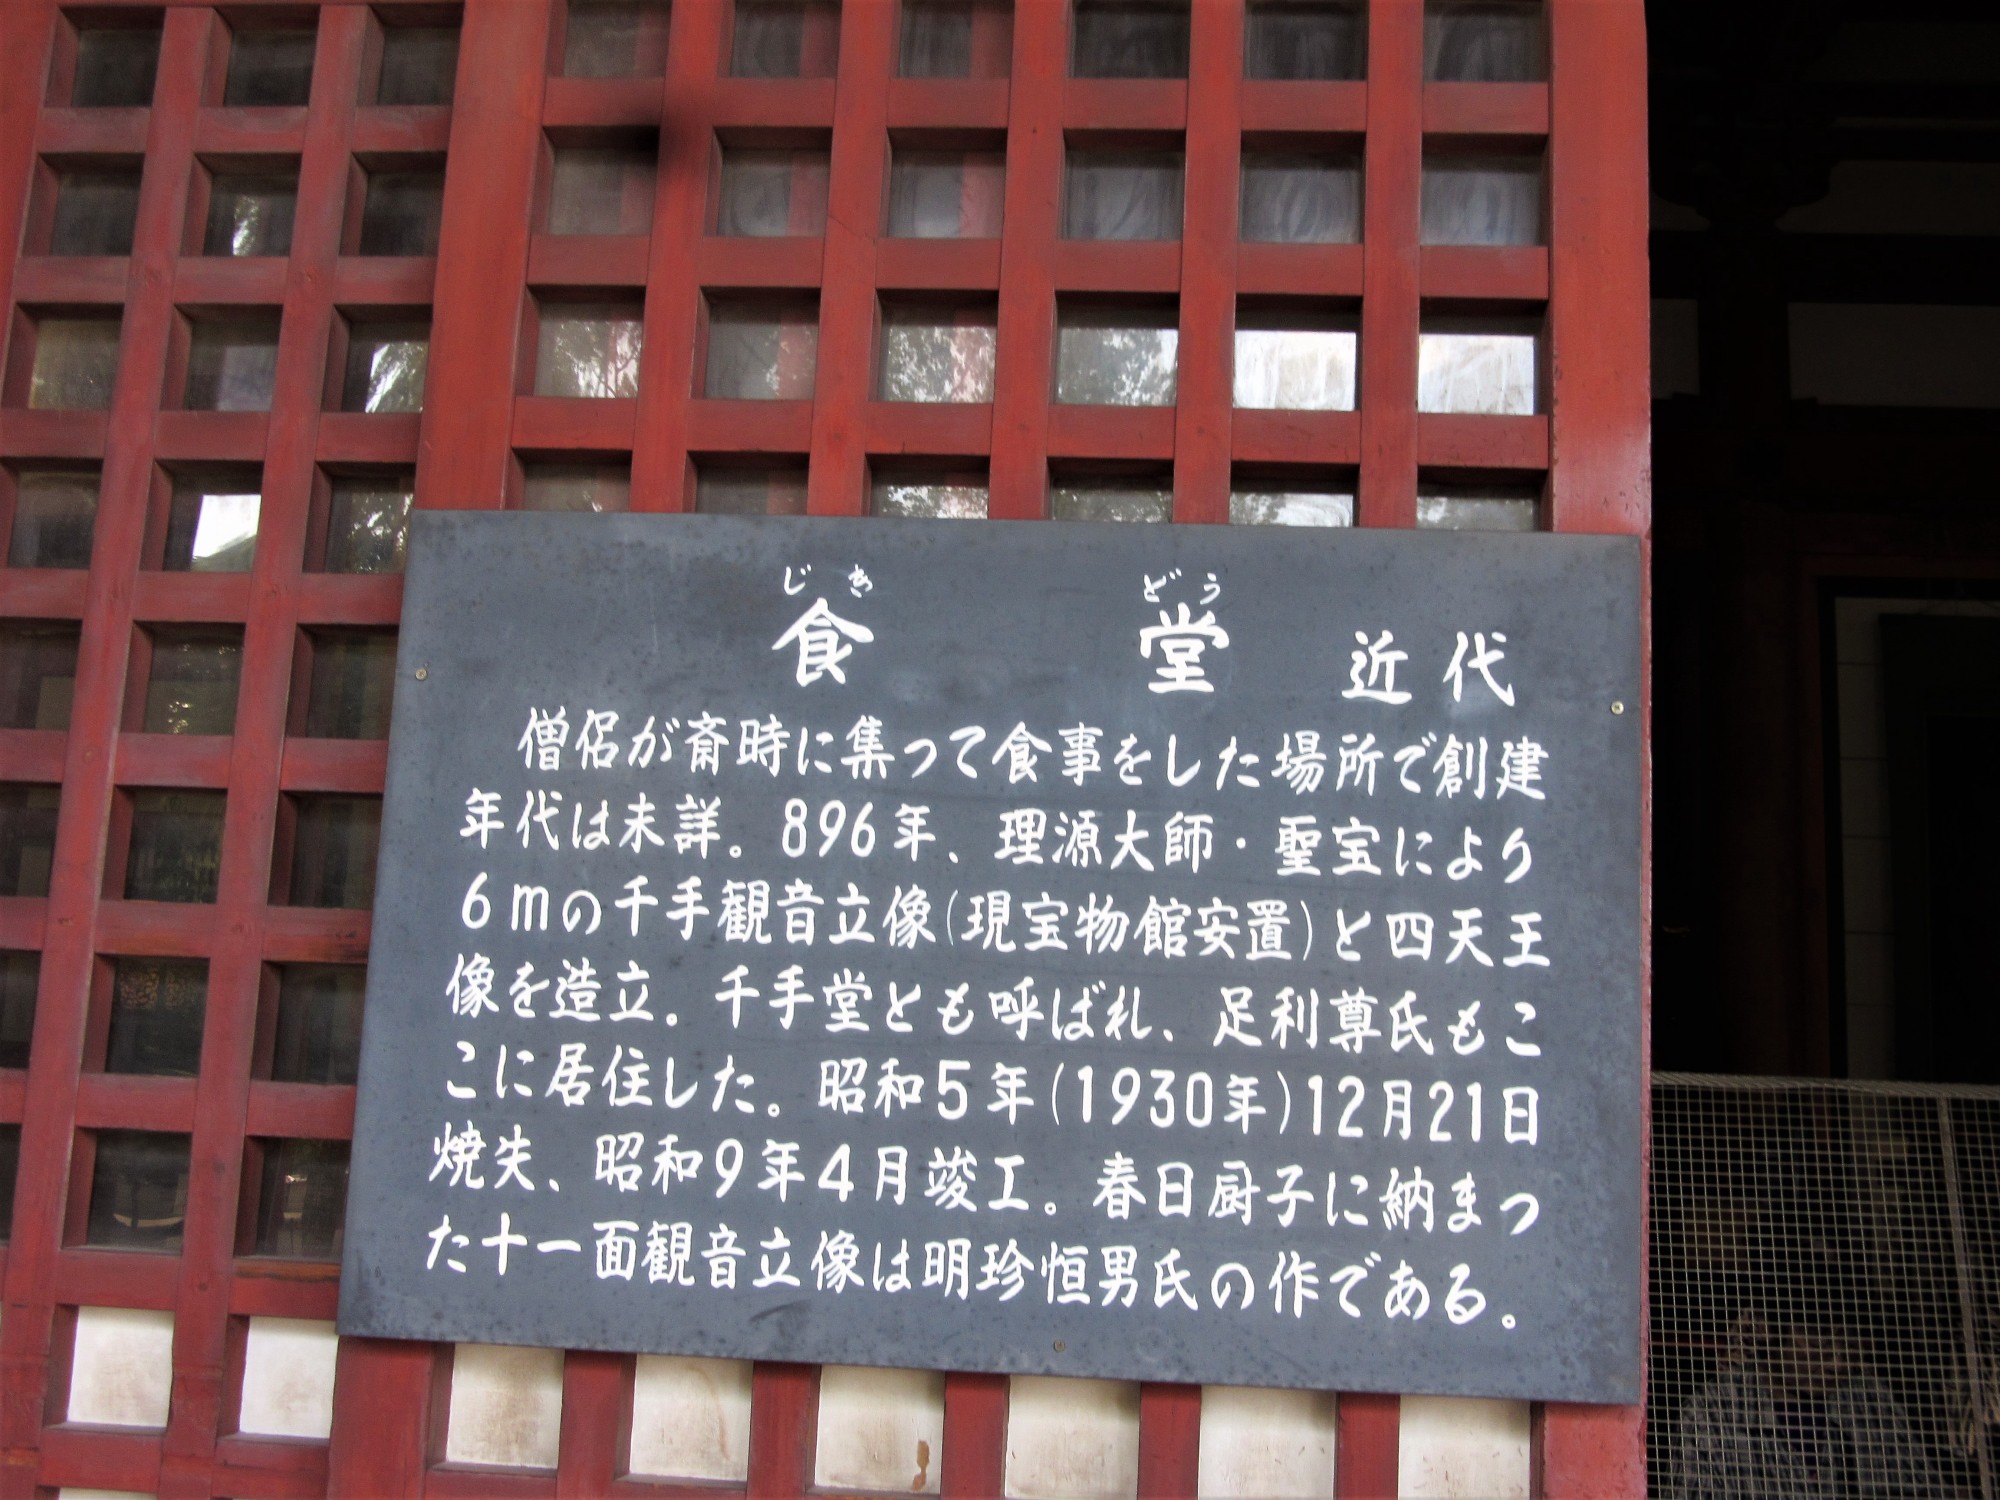 じき どう
食 堂 近代
僧侶が斎時に集って食事をした場所で創建
年代は未詳。896年、理源大師・聖宝により
6mの千手観音立像(現宝物館安置)と四天王
像を造立。千手堂とも呼ばれ、足利尊氏もこ
こに居住した。昭和5年(1930年)12月21日
焼失、昭和9年4月竣工。春日厨子に納まっ
た十一面観音立像は明珍恒男氏の作である。